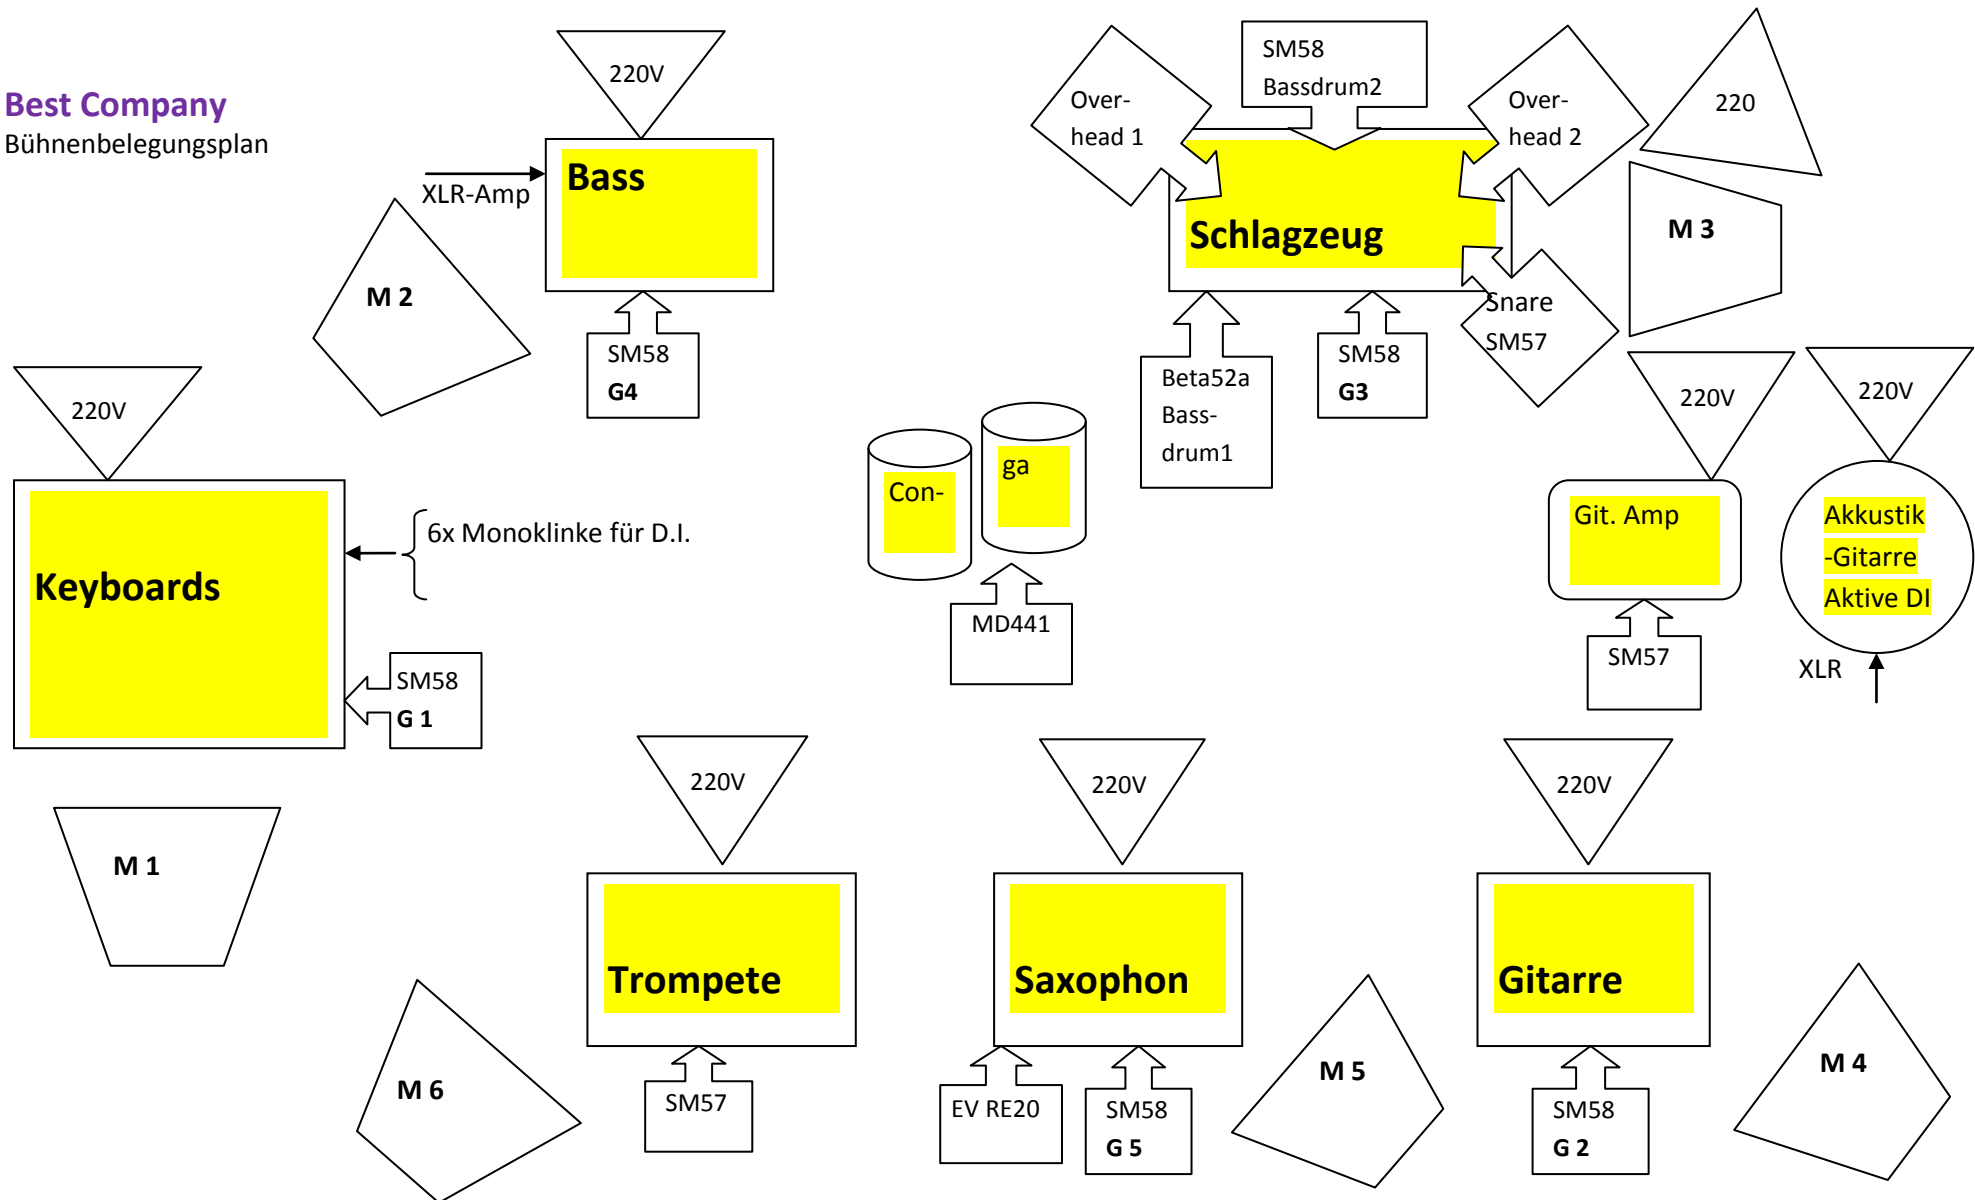 Best Company
Bühnenbelegungsplan
220V
XLR-Amp
Bass
M 2
SM58
G4
Over-
head 1
SM58
Bassdrum2
Over-
head 2
220
Schlagzeug
M 3
Snare
SM57
Beta52a
Bass-
drum1
SM58
G3
220V
Keyboards
6x Monoklinke für D.I.
SM58
G 1
M 1
Con-
ga
MD441
220V
Git. Amp
SM57
220V
Akkustik
-Gitarre
Aktive DI
XLR
220V
Trompete
M 6
SM57
220V
Saxophon
EV RE20
SM58
G 5
M 5
220V
Gitarre
SM58
G 2
M 4